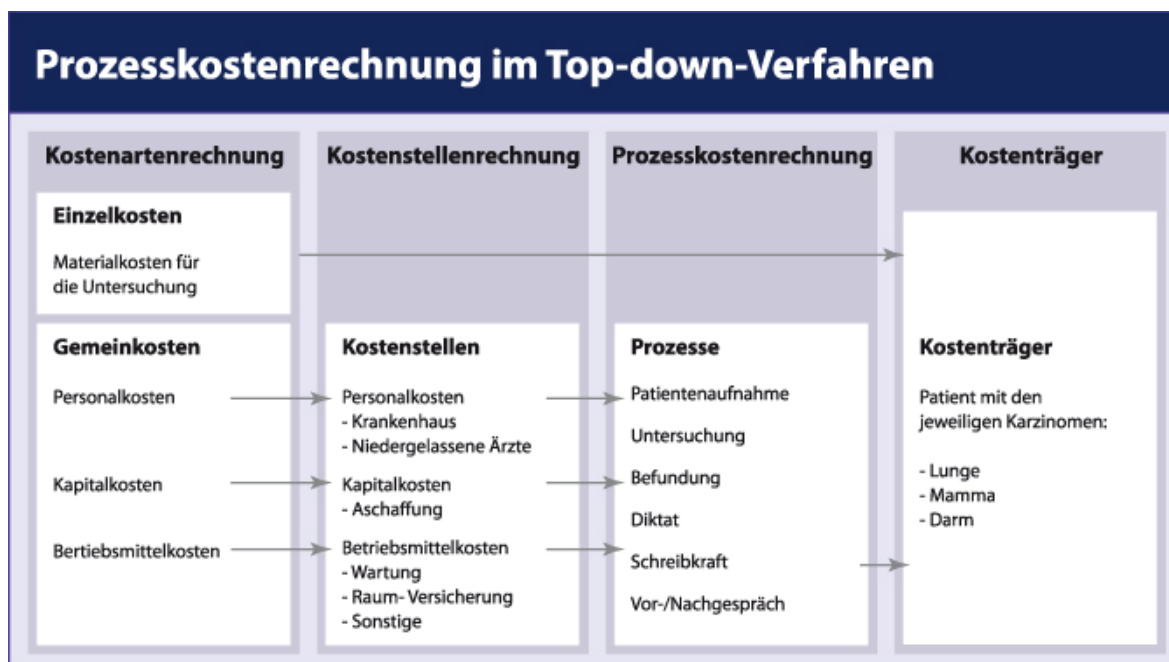 Prozesskostenrechnung im Top-down-Verfahren
Kostenartenrechnung
Einzelkosten
Materialkosten für
die Untersuchung
Gemeinkosten
Personalkosten
Kapitalkosten
Bertiebsmittelkosten
Kostenstellenrechnung
Kostenstellen
Personalkosten
- Krankenhaus
- Niedergelassene Ärzte
Kapitalkosten
- Aschaffung
Betriebsmittelkosten
- Wartung
- Raum- Versicherung
- Sonstige
Prozesskostenrechnung
Prozesse
Patientenaufnahme
Untersuchung
Befundung
Diktat
Schreibkraft
Vor-/Nachgespräch
Kostenträger
Kostenträger
Patient mit den
jeweiligen Karzinomen:
- Lunge
- Mamma
- Darm